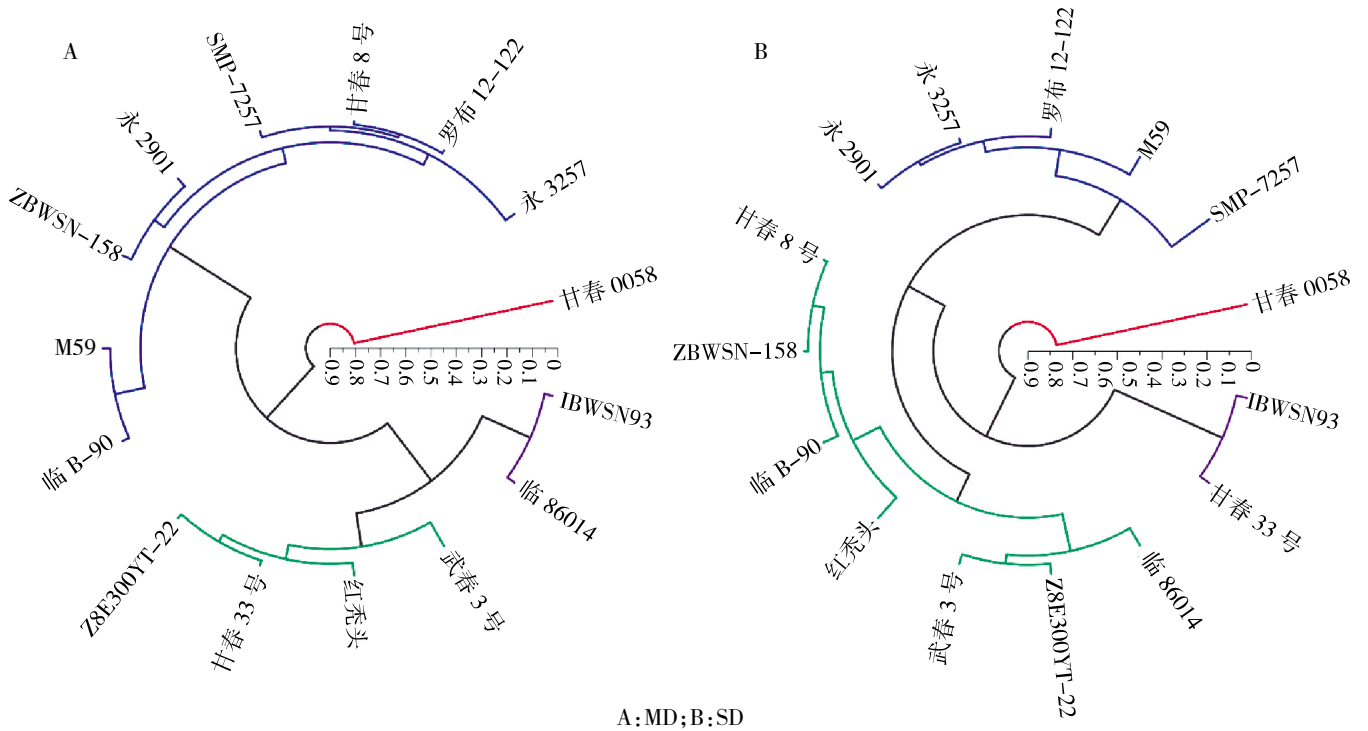 A
SMP-7257
甘春 8 号
罗布 12-122
永 2901
永 3257
ZBWSN-158
甘春 0058
M59
0.9 0.8 0.7 0.6 0.5 0.4 0.3 0.2 0.1 0
IBWSN93
临 B-90
临 86014
Z8E300YT-22
甘春 33 号
红秃头
武春 3 号
B
罗布 12-122
永 3257
M59
永 2901
SMP-7257
甘春 8 号
甘春 0058
ZBWSN-158
0.9 0.8 0.7 0.6 0.5 0.4 0.3 0.2 0.1 0
IBWSN93
临 B-90
甘春 33 号
红秃头
临 86014
武春 3 号
Z8E300YT-22
A:MD;B:SD